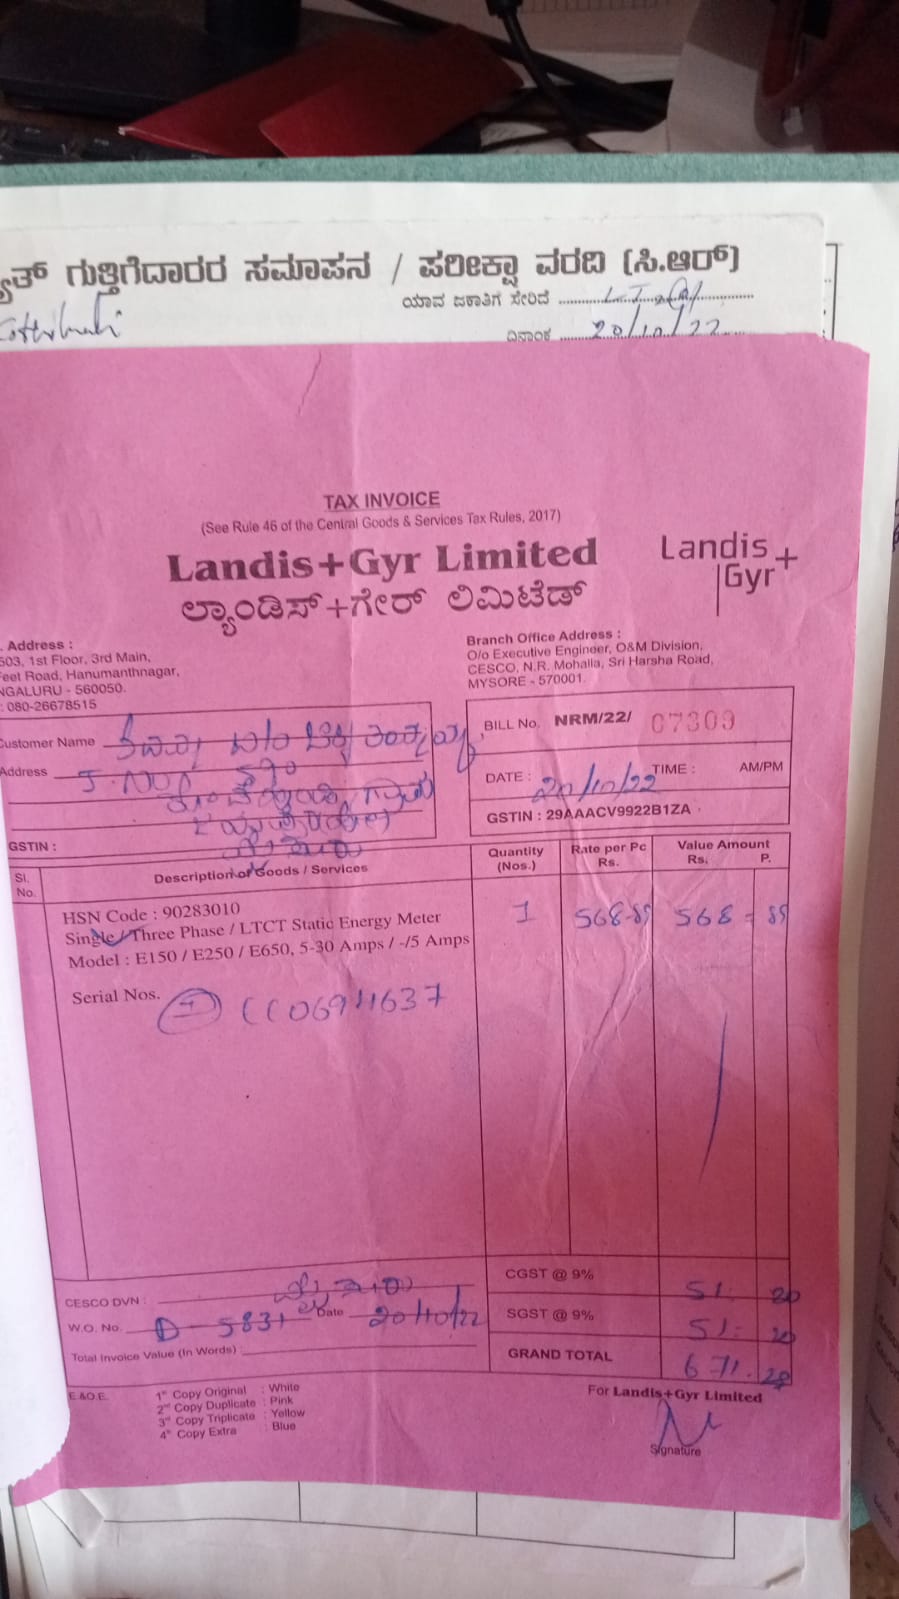 ಗುತ್ತಿಗೆದಾರರ ಸಮಾಪನ / ಪರೀಕ್ಷಾ ವರದಿ (ಸಿ.ಆರ್)
ಯಾವ ಜಕಾತಿಗೆ ಸೇರಿದೆ
ದಿನಾಂಕ 20/10/22
TAX INVOICE
(See Rule 46 of the Central Goods & Services Tax Rules, 2017)
Landis+Gyr Limited
Landis+
Gyr
ಲ್ಯಾಂಡಿಸ್+ಗೇರ್ ಲಿಮಿಟೆಡ್
. Address :
503, 1st Floor, 3rd Main,
Feet Road, Hanumanthnagar,
NGALURU - 560050.
: 080-26678515
Branch Office Address :
O/o Executive Engineer, O&M Division,
CESCO, N.R. Mohalla, Sri Harsha Road,
MYSORE - 570001.
Customer Name
Address
GSTIN :
BILL No. NRM/22/ 07309
DATE : 20/10/22 TIME : AM/PM
GSTIN : 29AAACV9922B1ZA
Sl. No. Description of Goods / Services Quantity (Nos.) Rate per Pc Rs. Value Amount Rs. P.
HSN Code : 90283010
Single / Three Phase / LTCT Static Energy Meter 1 568-89 568 = 89
Model : E150 / E250 / E650, 5-30 Amps / -/5 Amps
Serial Nos. CC0694637
CESCO DVN :
CGST @ 9% 51. 20
W.O. No. D 5831 Date 20/10/22
SGST @ 9% 51. 20
Total Invoice Value (In Words) :
GRAND TOTAL 671. 28
E.&O.E.
1st Copy Original : White
2nd Copy Duplicate : Pink
3rd Copy Triplicate : Yellow
4th Copy Extra : Blue
For Landis+Gyr Limited
Signature